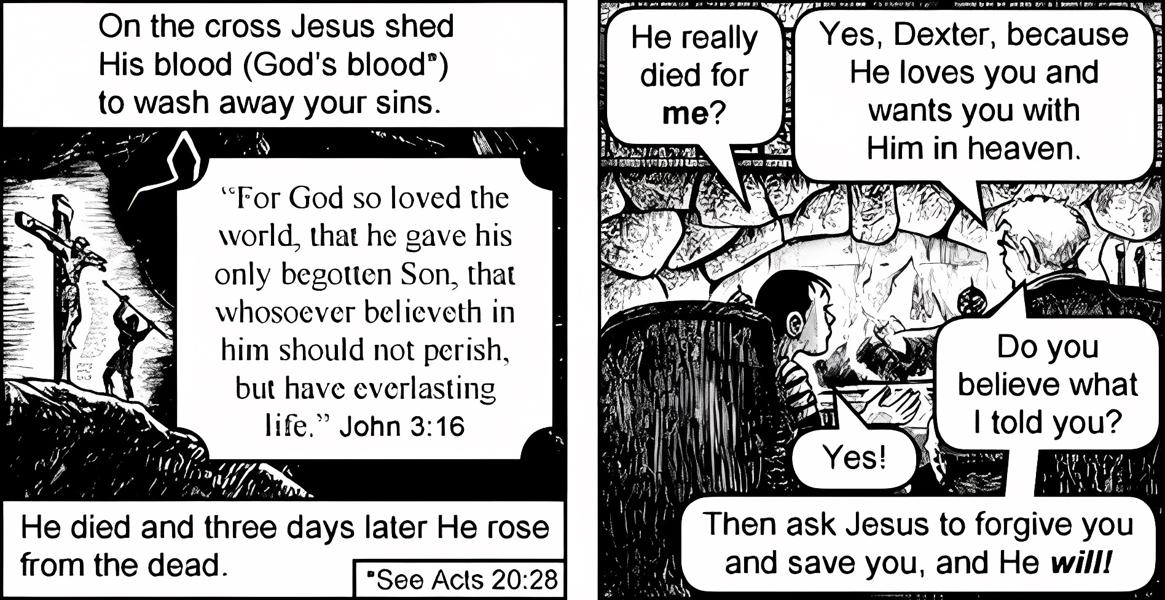 On the cross Jesus shed
His blood (God's blood*)
to wash away your sins.
“For God so loved the
world, that he gave his
only begotten Son, that
whosoever believeth in
him should not perish,
but have everlasting
life.” John 3:16
He died and three days later He rose
from the dead.
*See Acts 20:28
He really
died for
me?
Yes, Dexter, because
He loves you and
wants you with
Him in heaven.
Do you
believe what
I told you?
Yes!
Then ask Jesus to forgive you
and save you, and He will!